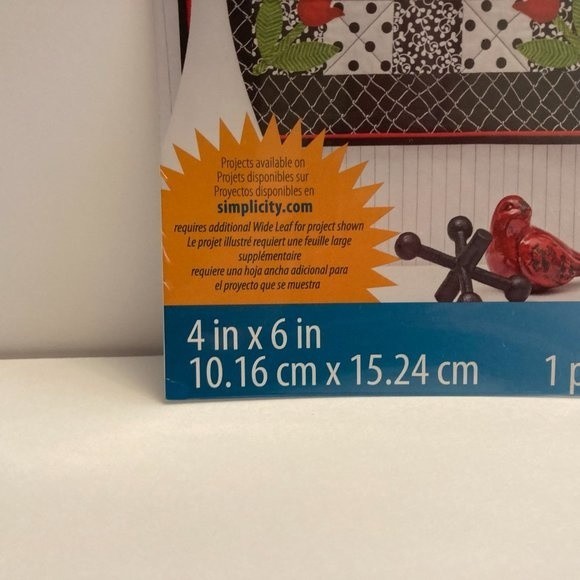 Projects available on
Projets disponibles sur
Proyectos disponibles en
simplicity.com
requires additional Wide Leaf for project shown
Le projet illustré requiert une feuille large
supplémentaire
requiere una hoja ancha adicional para
el proyecto que se muestra
4 in x 6 in
10.16 cm x 15.24 cm
1